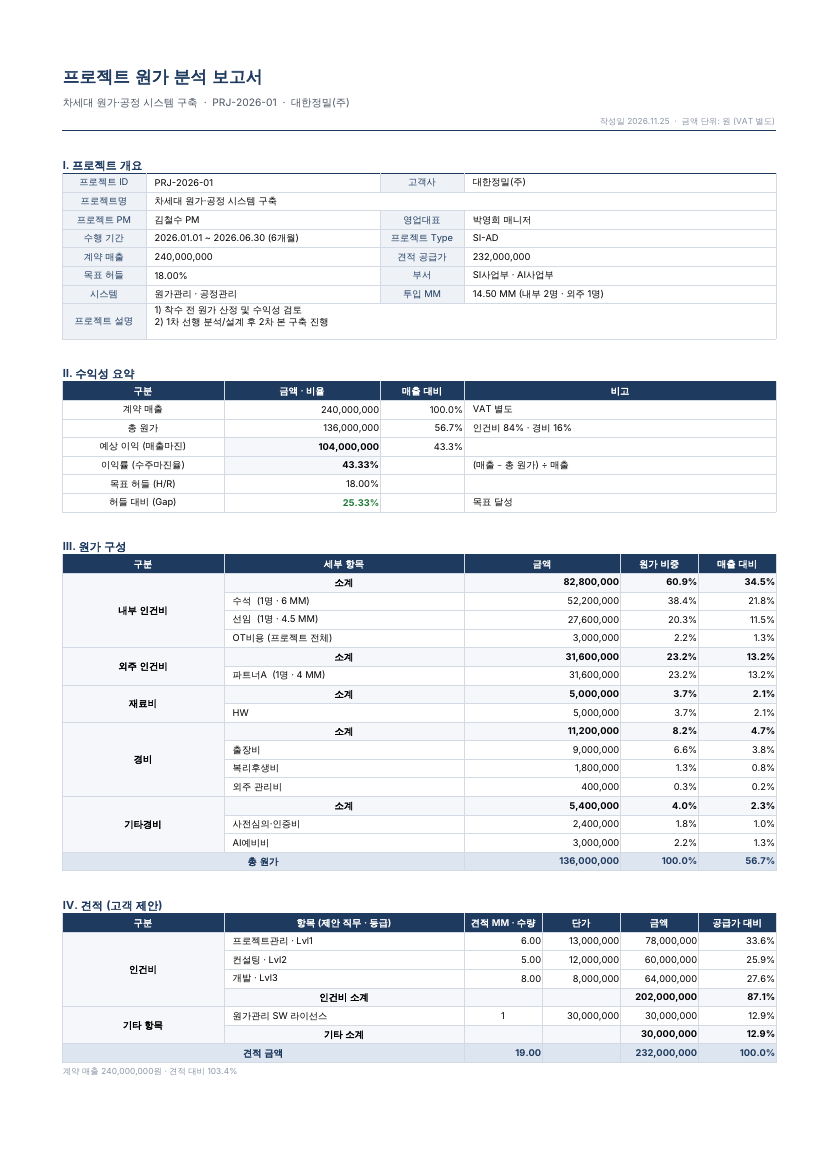 프로젝트 원가 분석 보고서
차세대 원가·공정 시스템 구축 · PRJ-2026-01 · 대한정밀(주)
작성일 2026.11.25 · 금액 단위: 원 (VAT 별도)
I. 프로젝트 개요
프로젝트 ID PRJ-2026-01 고객사 대한정밀(주)
프로젝트명 차세대 원가·공정 시스템 구축
프로젝트 PM 김철수 PM 영업대표 박영희 매니저
수행 기간 2026.01.01 ~ 2026.06.30 (6개월) 프로젝트 Type SI-AD
계약 매출 240,000,000 견적 공급가 232,000,000
목표 허들 18.00% 부서 SI사업부 · AI사업부
시스템 원가관리 · 공정관리 투입 MM 14.50 MM (내부 2명 · 외주 1명)
프로젝트 설명 1) 착수 전 원가 산정 및 수익성 검토
2) 1차 선행 분석/설계 후 2차 본 구축 진행
II. 수익성 요약
구분 금액 · 비율 매출 대비 비고
계약 매출 240,000,000 100.0% VAT 별도
총 원가 136,000,000 56.7% 인건비 84% · 경비 16%
예상 이익 (매출마진) 104,000,000 43.3%
이익률 (수주마진율) 43.33% (매출 - 총 원가) ÷ 매출
목표 허들 (H/R) 18.00%
허들 대비 (Gap) 25.33% 목표 달성
III. 원가 구성
구분 세부 항목 금액 원가 비중 매출 대비
내부 인건비 소계 82,800,000 60.9% 34.5%
수석 (1명 · 6 MM) 52,200,000 38.4% 21.8%
선임 (1명 · 4.5 MM) 27,600,000 20.3% 11.5%
OT비용 (프로젝트 전체) 3,000,000 2.2% 1.3%
외주 인건비 소계 31,600,000 23.2% 13.2%
파트너A (1명 · 4 MM) 31,600,000 23.2% 13.2%
재료비 소계 5,000,000 3.7% 2.1%
HW 5,000,000 3.7% 2.1%
경비 소계 11,200,000 8.2% 4.7%
출장비 9,000,000 6.6% 3.8%
복리후생비 1,800,000 1.3% 0.8%
외주 관리비 400,000 0.3% 0.2%
기타경비 소계 5,400,000 4.0% 2.3%
사전심의·인증비 2,400,000 1.8% 1.0%
AI예비비 3,000,000 2.2% 1.3%
총 원가 136,000,000 100.0% 56.7%
IV. 견적 (고객 제안)
구분 항목 (제안 직무 · 등급) 견적 MM · 수량 단가 금액 공급가 대비
인건비 프로젝트관리 · Lvl1 6.00 13,000,000 78,000,000 33.6%
컨설팅 · Lvl2 5.00 12,000,000 60,000,000 25.9%
개발 · Lvl3 8.00 8,000,000 64,000,000 27.6%
인건비 소계 202,000,000 87.1%
기타 항목 원가관리 SW 라이선스 1 30,000,000 30,000,000 12.9%
기타 소계 30,000,000 12.9%
견적 금액 19.00 232,000,000 100.0%
계약 매출 240,000,000원 · 견적 대비 103.4%